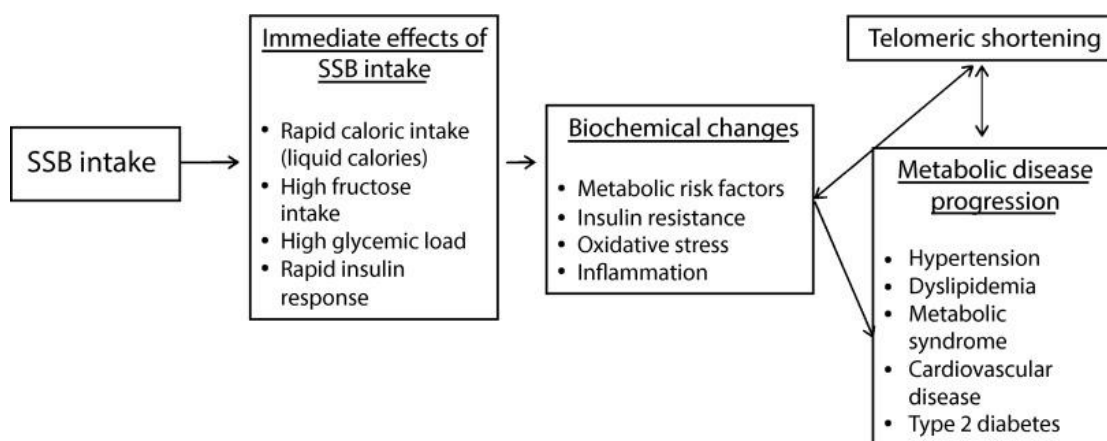 SSB intake
Immediate effects of
SSB intake
• Rapid caloric intake
(liquid calories)
• High fructose
intake
• High glycemic load
• Rapid insulin
response
Biochemical changes
• Metabolic risk factors
• Insulin resistance
• Oxidative stress
• Inflammation
Telomeric shortening
Metabolic disease
progression
• Hypertension
• Dyslipidemia
• Metabolic
syndrome
• Cardiovascular
disease
• Type 2 diabetes